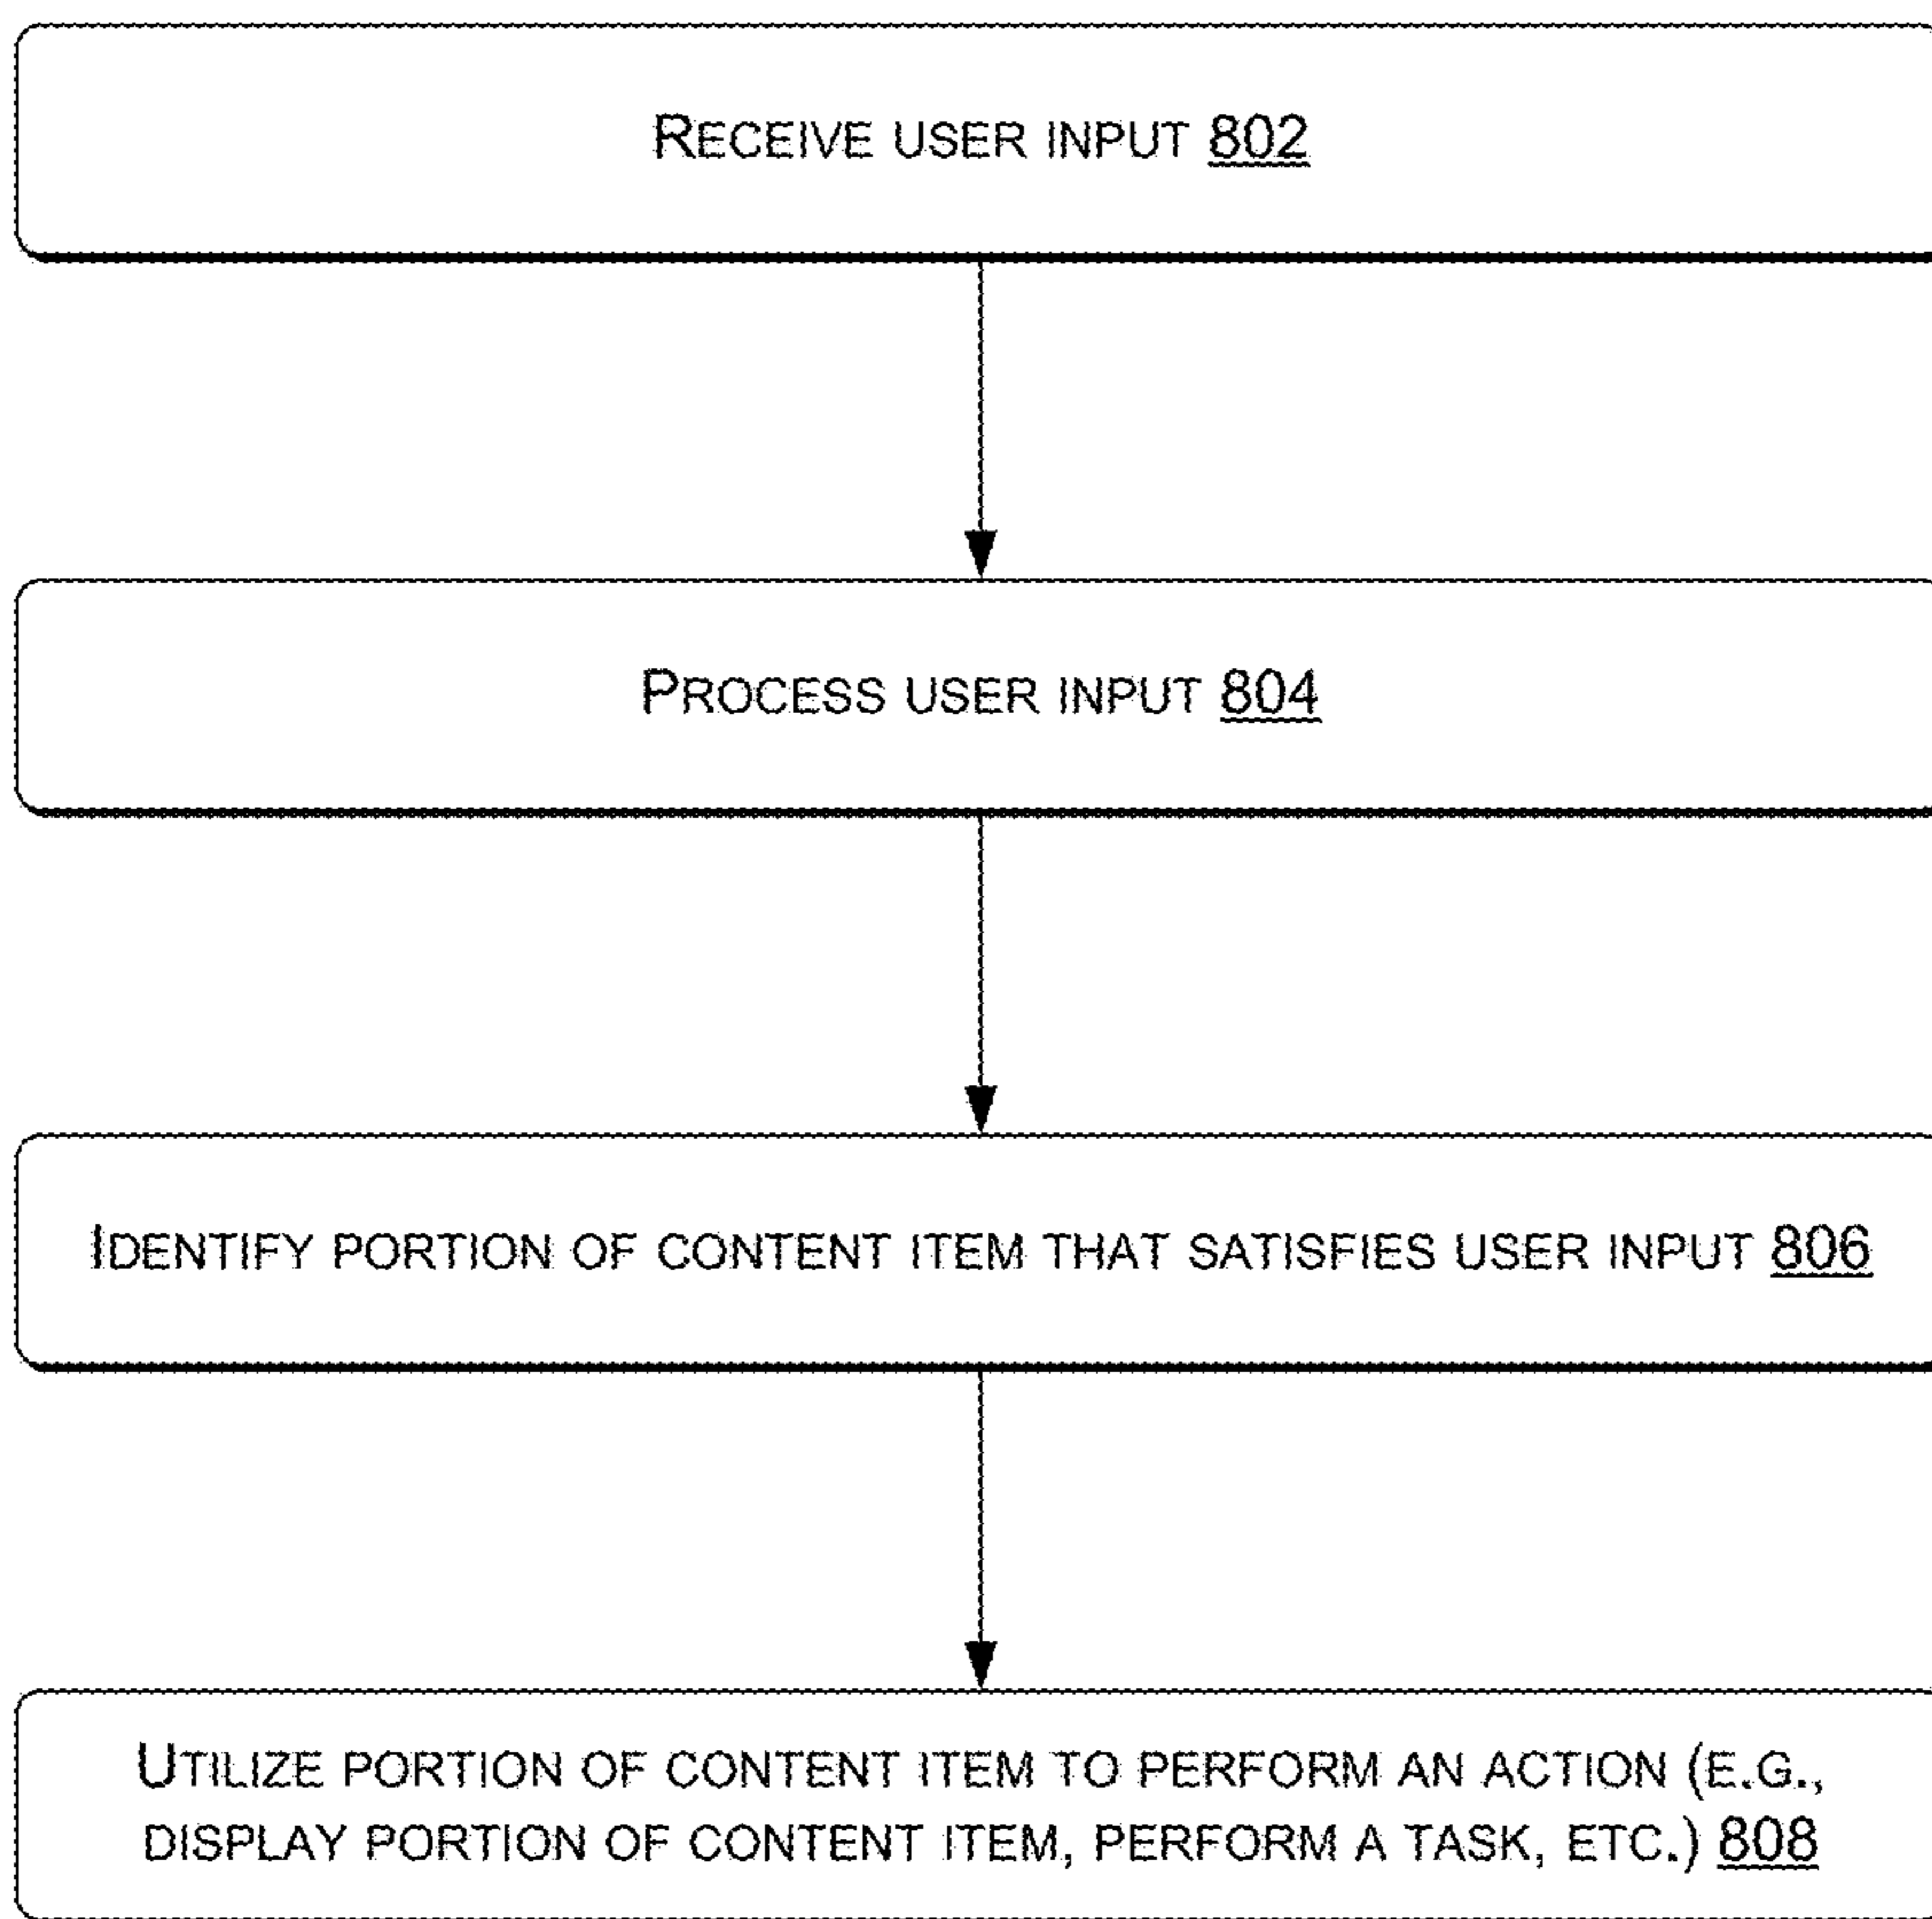 RECEIVE USER INPUT 802
PROCESS USER INPUT 804
IDENTIFY PORTION OF CONTENT ITEM THAT SATISFIES USER INPUT 806
UTILIZE PORTION OF CONTENT ITEM TO PERFORM AN ACTION (E.G.,
DISPLAY PORTION OF CONTENT ITEM, PERFORM A TASK, ETC.) 808